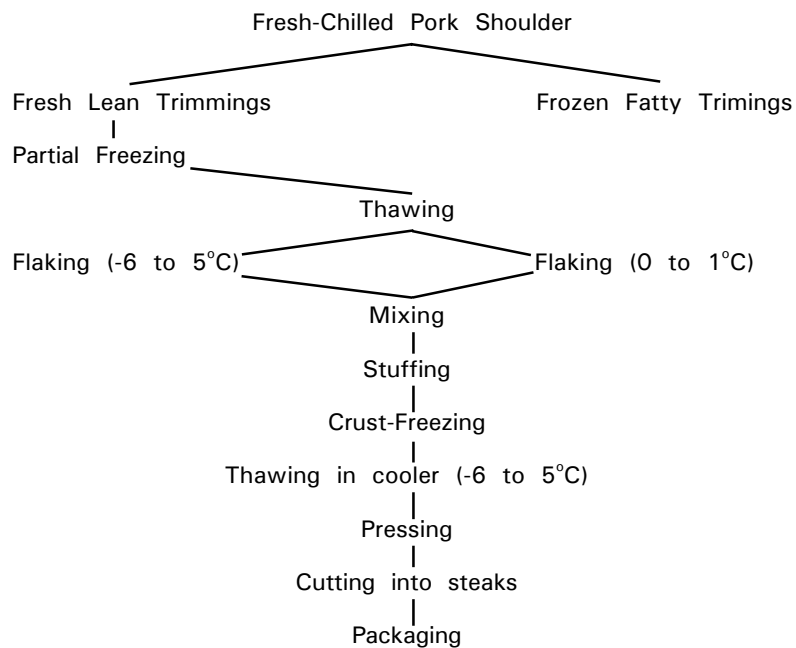 Fresh-Chilled Pork Shoulder
Fresh Lean Trimmings
Frozen Fatty Trimings
Partial Freezing
Thawing
Flaking (-6 to 5°C)
Flaking (0 to 1°C)
Mixing
Stuffing
Crust-Freezing
Thawing in cooler (-6 to 5°C)
Pressing
Cutting into steaks
Packaging